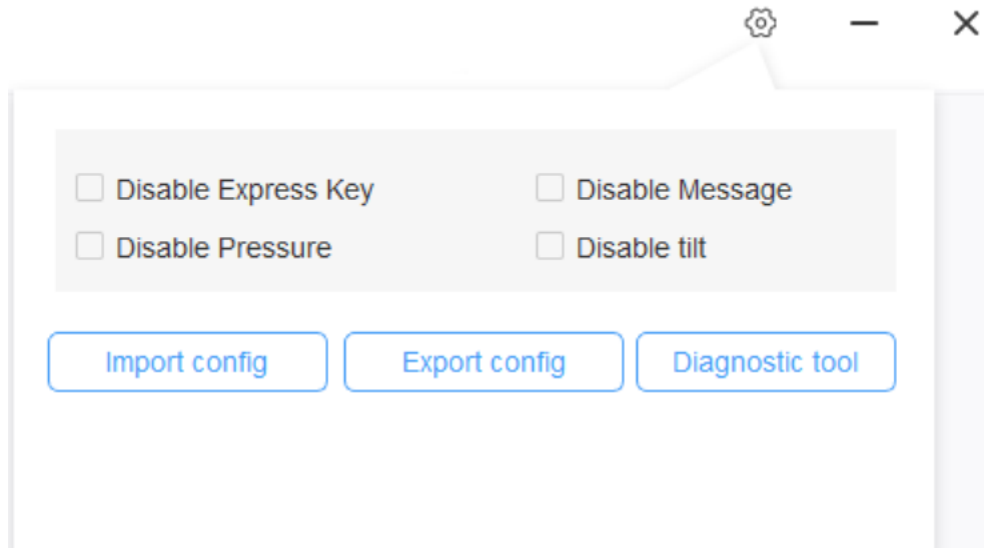 Disable Express Key Disable Message
Disable Pressure Disable tilt
Import config Export config Diagnostic tool